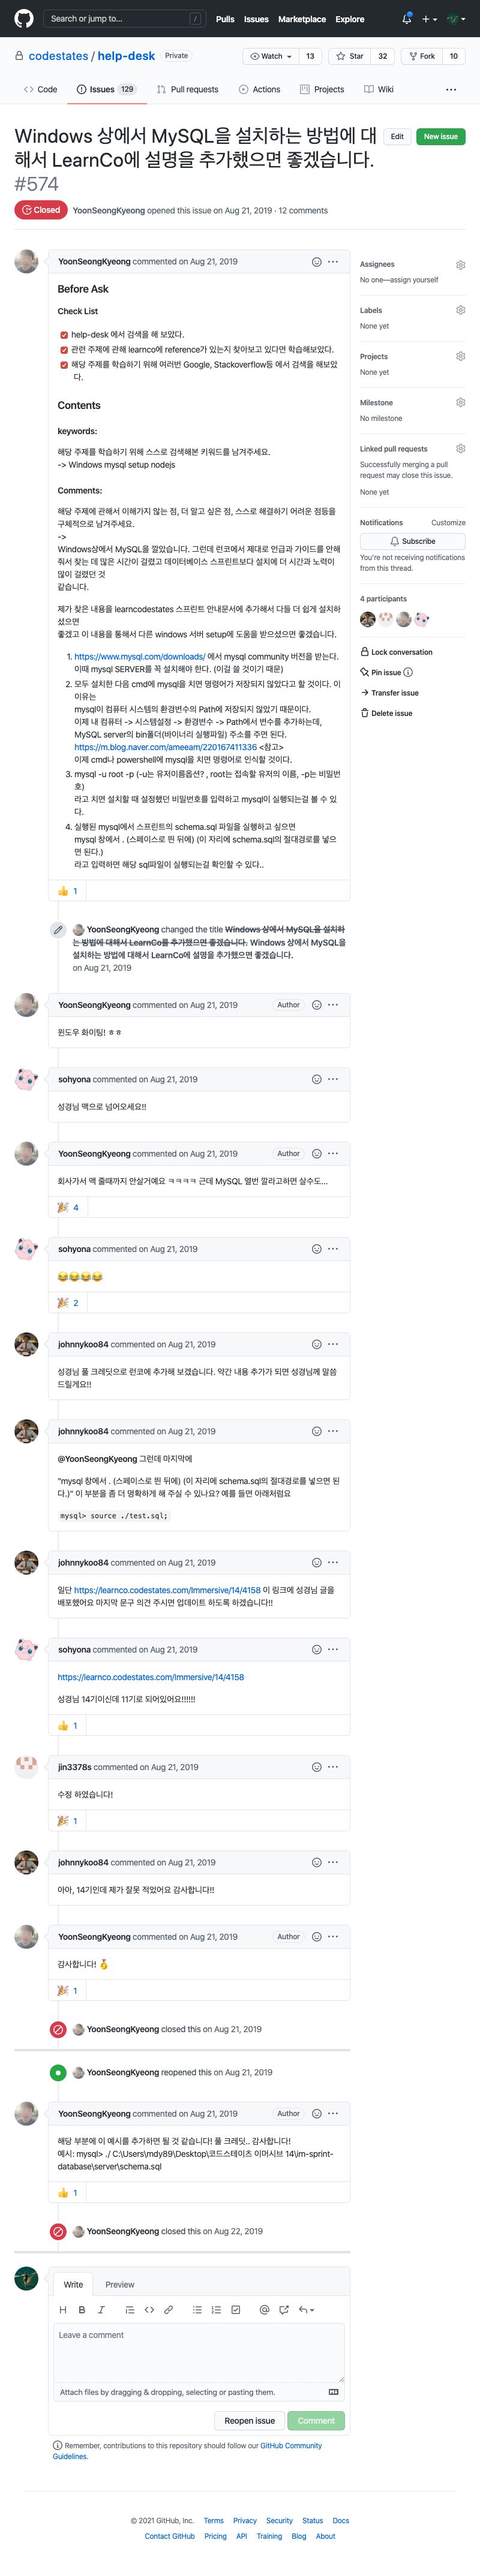 Search or jump to...
/
Pulls Issues Marketplace Explore
codestates / help-desk Private
Watch 13 Star 32 Fork 10
Code Issues 129 Pull requests Actions Projects Wiki
Windows 상에서 MySQL을 설치하는 방법에 대
해서 LearnCo에 설명을 추가했으면 좋겠습니다.
#574
Edit New issue
Closed YoonSeongKyeong opened this issue on Aug 21, 2019 · 12 comments
YoonSeongKyeong commented on Aug 21, 2019
Before Ask
Check List
help-desk 에서 검색을 해 보았다.
관련 주제에 관해 learnco에 reference가 있는지 찾아보고 있다면 학습해보았다.
해당 주제를 학습하기 위해 여러번 Google, Stackoverflow등 에서 검색을 해보았
다.
Contents
keywords:
해당 주제를 학습하기 위해 스스로 검색해본 키워드를 남겨주세요.
-> Windows mysql setup nodejs
Comments:
해당 주제에 관해서 이해가지 않는 점, 더 알고 싶은 점, 스스로 해결하기 어려운 점등을
구체적으로 남겨주세요.
->
Windows상에서 MySQL을 깔았습니다. 그런데 런코에서 제대로 언급과 가이드를 안해
줘서 찾는 데 많은 시간이 걸렸고 데이터베이스 스프린트보다 설치에 더 시간과 노력이
많이 걸렸던 것
같습니다.
제가 찾은 내용을 learncodestates 스프린트 안내문서에 추가해서 다들 더 쉽게 설치하
셨으면
좋겠고 이 내용을 통해서 다른 windows 서버 setup에 도움을 받으셨으면 좋겠습니다.
1. https://www.mysql.com/downloads/ 에서 mysql community 버전을 받는다.
이때 mysql SERVER를 꼭 설치해야 한다. (이걸 쓸 것이기 때문)
2. 모두 설치한 다음 cmd에 mysql을 치면 명령어가 저장되지 않았다고 할 것이다. 이
이유는
mysql이 컴퓨터 시스템의 환경변수의 Path에 저장되지 않았기 때문이다.
이제 내 컴퓨터 -> 시스템설정 -> 환경변수 -> Path에서 변수를 추가하는데,
MySQL server의 bin폴더(바이너리 실행파일) 주소를 넣어 주면 된다.
https://m.blog.naver.com/ameeam/220167411336 <참고>
이제 cmd나 powershell에 mysql을 치면 명령어로 인식할 것이다.
3. mysql -u root -p (-u는 유저이름옵션? , root는 접속할 유저의 이름, -p는 비밀번
호)
라고 치면 설치할 때 설정했던 비밀번호를 입력하고 mysql이 실행되는걸 볼 수 있
다.
4. 실행된 mysql에서 스프린트의 schema.sql 파일을 실행하고 싶으면
mysql 창에서 . (스페이스로 띈 뒤에) (이 자리에 schema.sql의 절대경로를 넣으
면 된다.)
라고 입력하면 해당 sql파일이 실행되는걸 확인할 수 있다..
1
YoonSeongKyeong changed the title Windows 상에서 MySQL을 설치하
는 방법에 대해서 LearnCo를 추가했으면 좋겠습니다. Windows 상에서 MySQL을
설치하는 방법에 대해서 LearnCo에 설명을 추가했으면 좋겠습니다.
on Aug 21, 2019
YoonSeongKyeong commented on Aug 21, 2019 Author
윈도우 화이팅! ㅎㅎ
sohyona commented on Aug 21, 2019
성경님 맥으로 넘어오세요!!
YoonSeongKyeong commented on Aug 21, 2019 Author
회사가서 맥 줄때까지 안살거예요 ㅋㅋㅋㅋ 근데 MySQL 열번 깔라고하면 살수도...
4
sohyona commented on Aug 21, 2019
😂😂😂😂
2
johnnykoo84 commented on Aug 21, 2019
성경님 풀 크레딧으로 런코에 추가해 보겠습니다. 약간 내용 추가가 되면 성경님께 말씀
드릴게요!!
johnnykoo84 commented on Aug 21, 2019
@YoonSeongKyeong 그런데 마지막에
"mysql 창에서 . (스페이스로 띈 뒤에) (이 자리에 schema.sql의 절대경로를 넣으면 된
다.)" 이 부분을 좀 더 명확하게 해 주실 수 있나요? 예를 들면 아래처럼요
mysql> source ./test.sql;
johnnykoo84 commented on Aug 21, 2019
일단 https://learnco.codestates.com/Immersive/14/4158 이 링크에 성경님 글을
배포했어요 마지막 문구 의견 주시면 업데이트 하도록 하겠습니다!!
sohyona commented on Aug 21, 2019
https://learnco.codestates.com/Immersive/14/4158
성경님 14기이신데 11기로 되어있어요!!!!!!
1
jin3378s commented on Aug 21, 2019
수정 하였습니다!
1
johnnykoo84 commented on Aug 21, 2019
아아, 14기인데 제가 잘못 적었어요 감사합니다!!
YoonSeongKyeong commented on Aug 21, 2019 Author
감사합니다! 🥇
1
YoonSeongKyeong closed this on Aug 21, 2019
YoonSeongKyeong reopened this on Aug 21, 2019
YoonSeongKyeong commented on Aug 21, 2019 Author
해당 부분에 이 예시를 추가하면 될 것 같습니다! 풀 크레딧.. 감사합니다!
예시: mysql> ./ C:\Users\mdy89\Desktop\코드스테이츠 이머시브 14\im-sprint-
database\server\schema.sql
1
YoonSeongKyeong closed this on Aug 22, 2019
Write Preview
Leave a comment
Attach files by dragging & dropping, selecting or pasting them.
Reopen issue Comment
Remember, contributions to this repository should follow our GitHub Community
Guidelines.
Assignees
No one—assign yourself
Labels
None yet
Projects
None yet
Milestone
No milestone
Linked pull requests
Successfully merging a pull
request may close this issue.
None yet
Notifications Customize
Subscribe
You're not receiving notifications
from this thread.
4 participants
Lock conversation
Pin issue
Transfer issue
Delete issue
© 2021 GitHub, Inc. Terms Privacy Security Status Docs
Contact GitHub Pricing API Training Blog About